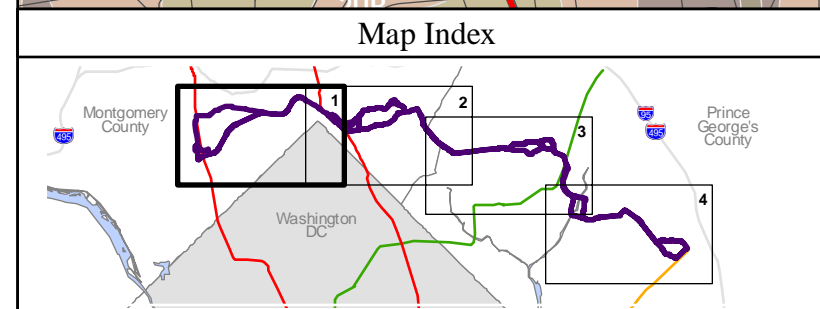 Map Index
Montgomery
County
495
1
2
3
4
95
495
Prince
George's
County
Washington
DC